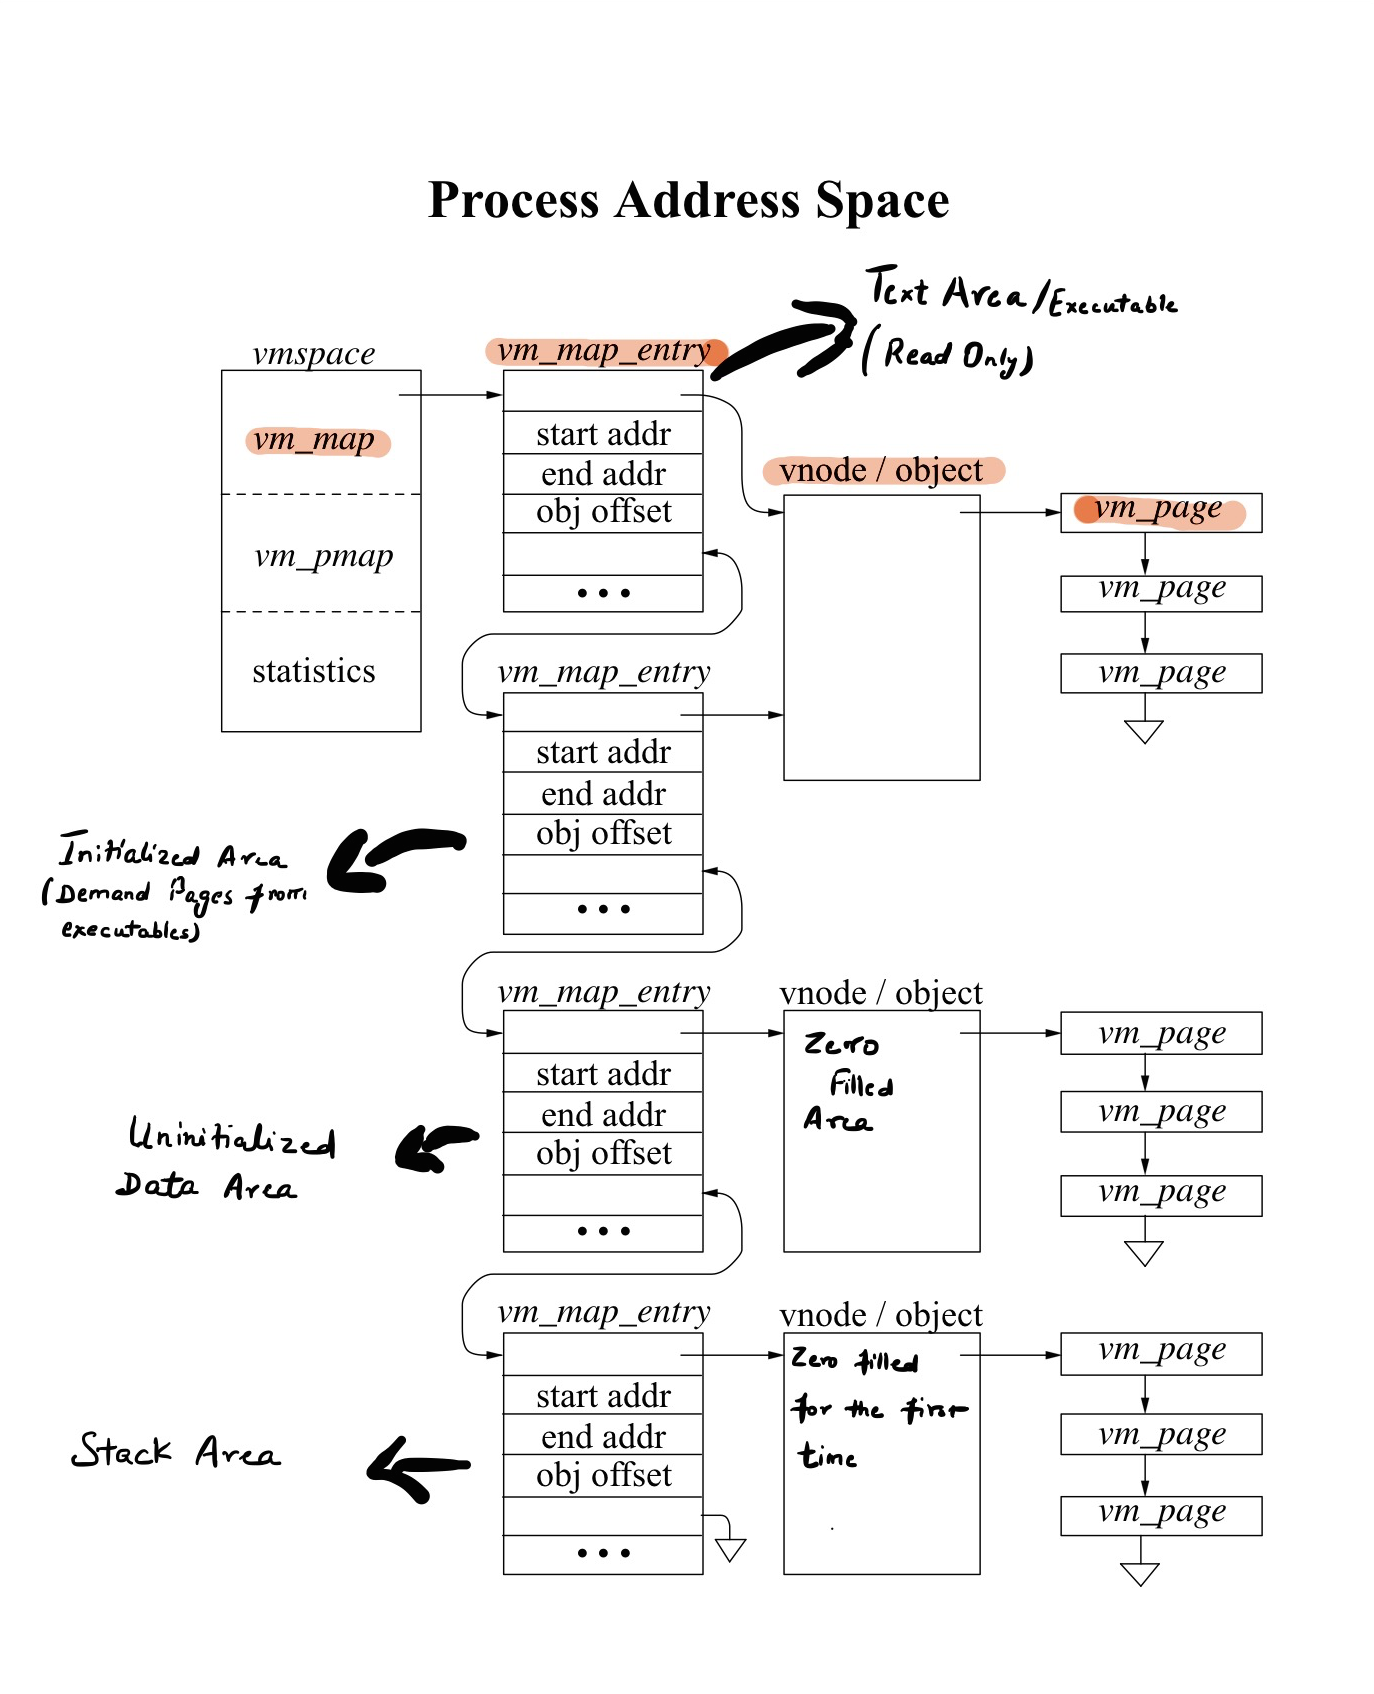 Process Address Space
Text Area/Executable
(Read Only)
vmspace
vm_map
vm_pmap
statistics
vm_map_entry
start addr
end addr
obj offset
• • •
vnode / object
vm_page
vm_page
vm_page
vm_map_entry
start addr
end addr
obj offset
• • •
Initialized Area
(Demand Pages from
executables)
vm_map_entry
start addr
end addr
obj offset
• • •
Uninitialized
Data Area
vnode / object
Zero
Filled
Area
vm_page
vm_page
vm_page
vm_map_entry
start addr
end addr
obj offset
• • •
Stack Area
vnode / object
Zero filled
for the first
time
vm_page
vm_page
vm_page